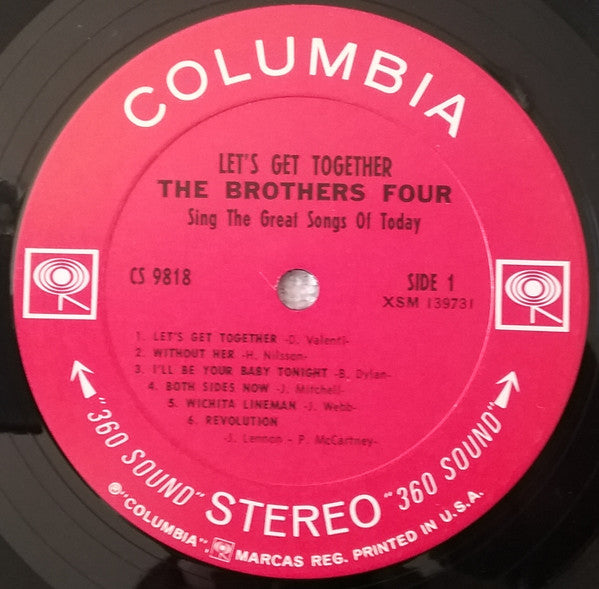 COLUMBIA
LET'S GET TOGETHER
THE BROTHERS FOUR
Sing The Great Songs Of Today
CS 9818
SIDE 1
XSM 139731
1. LET'S GET TOGETHER -D. Valenti-
2. WITHOUT HER -H. Nilsson-
3. I'LL BE YOUR BABY TONIGHT -B. Dylan-
4. BOTH SIDES NOW -J. Mitchell-
5. WICHITA LINEMAN -J. Webb-
6. REVOLUTION
-J. Lennon - P. McCartney-
"360 SOUND" STEREO "360 SOUND"
℗"COLUMBIA", MARCAS REG. PRINTED IN U.S.A.